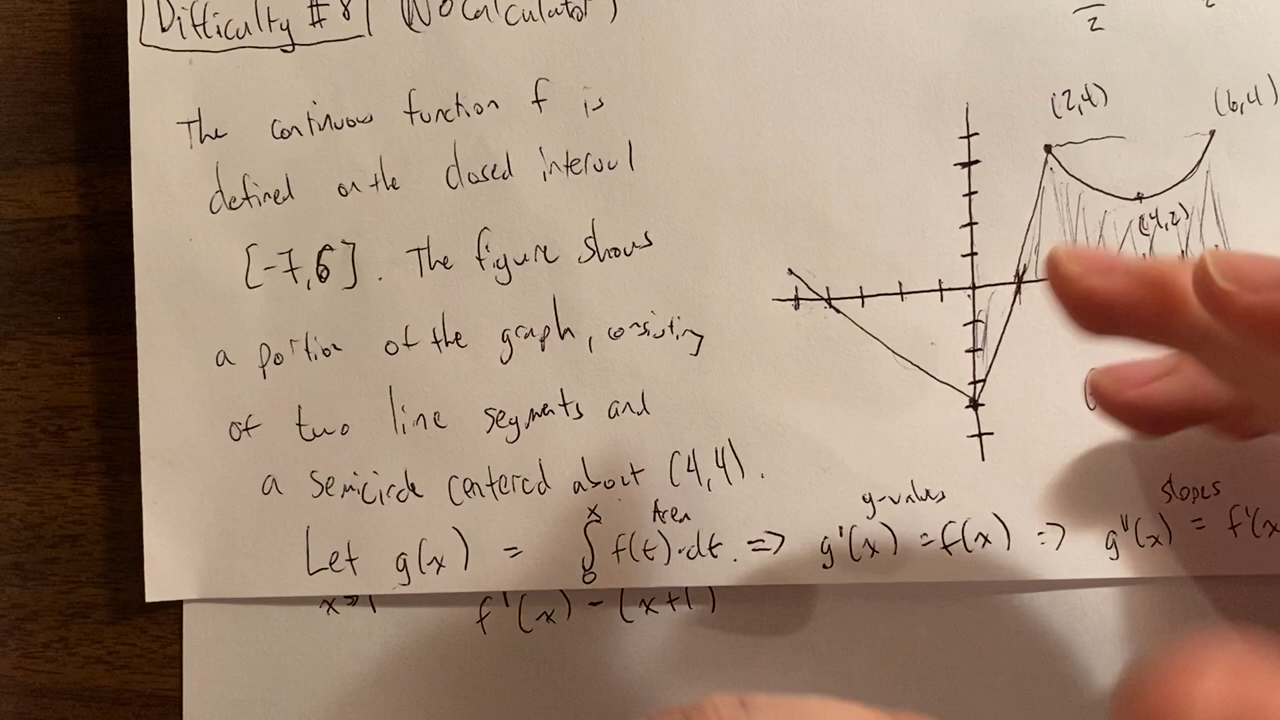 Difficulty #8 (No Calculator)
2
The continuous function f is
defined on the closed interval
[-7,6]. The figure shows
a portion of the graph, consisting
of two line segments and
a semicircle centered about (4,4).
Let g(x) = ∫₀ˣ f(t)·dt. => g'(x) = f(x) => g''(x) = f'(x
Area
y-values
slopes
(2,4)
(6,4)
(4,2)
f'(x) - (x+1)